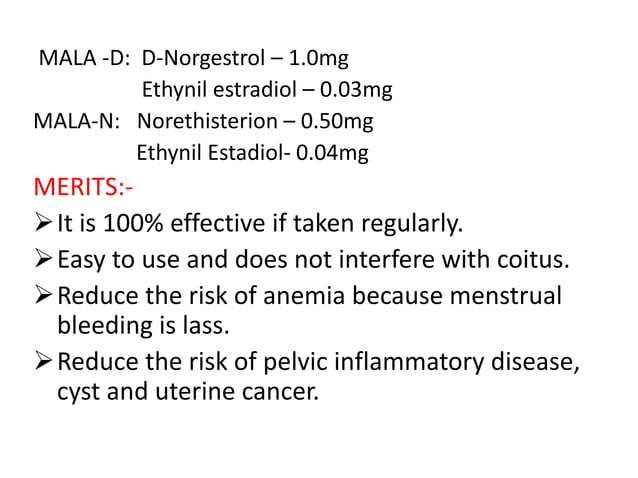 MALA -D: D-Norgestrol – 1.0mg
Ethynil estradiol – 0.03mg
MALA-N: Norethisterion – 0.50mg
Ethynil Estadiol- 0.04mg
MERITS:-
➢It is 100% effective if taken regularly.
➢Easy to use and does not interfere with coitus.
➢Reduce the risk of anemia because menstrual
bleeding is lass.
➢Reduce the risk of pelvic inflammatory disease,
cyst and uterine cancer.